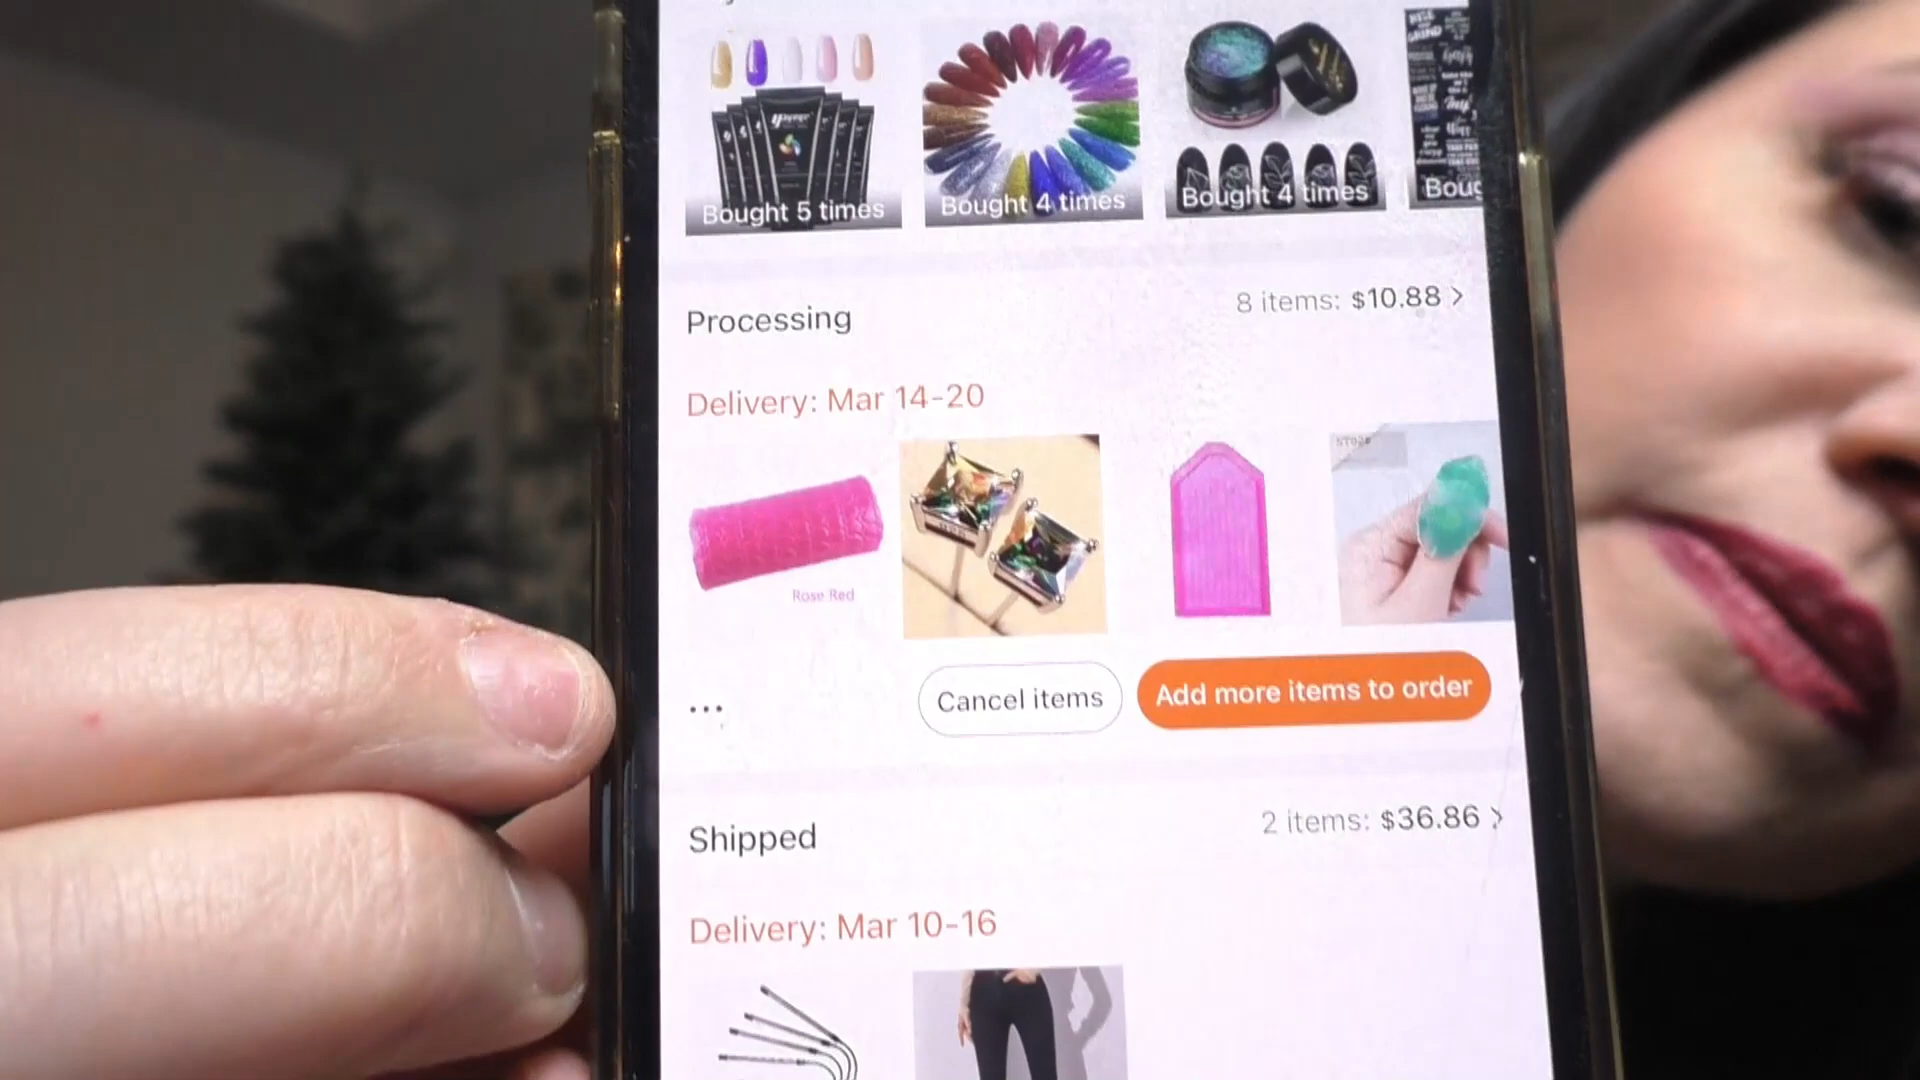 Bought 5 times
Bought 4 times
Bought 4 times
Processing
8 items: $10.88 >
Delivery: Mar 14-20
Rose Red
Cancel items
Add more items to order
...
Shipped
2 items: $36.86 >
Delivery: Mar 10-16